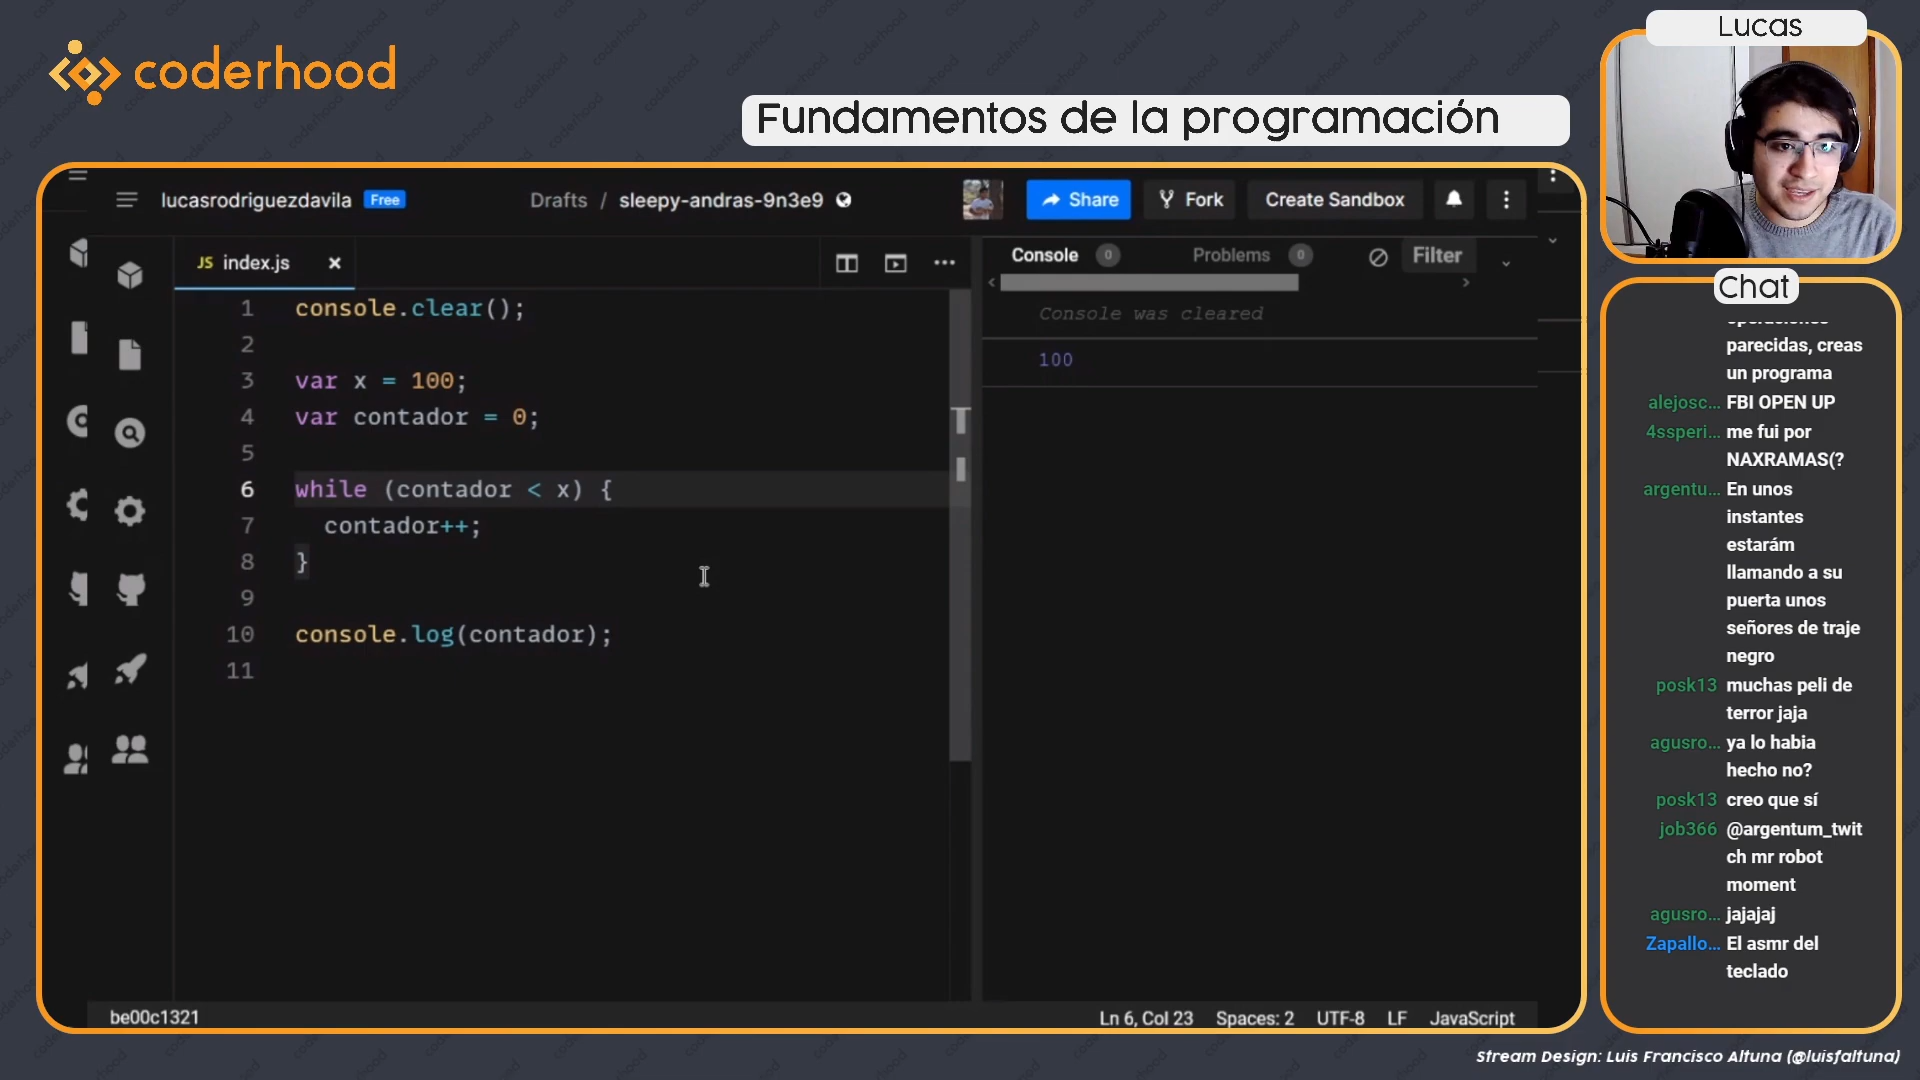 coderhood
Fundamentos de la programación
Lucas
lucasrodriguezdavila Free
Drafts / sleepy-andras-9n3e9
Share
Fork
Create Sandbox
JS index.js
1 console.clear();
2
3 var x = 100;
4 var contador = 0;
5
6 while (contador < x) {
7 contador++;
8 }
9
10 console.log(contador);
11
Console 0
Problems 0
Filter
Console was cleared
100
be00c1321
Ln 6, Col 23
Spaces: 2
UTF-8
LF
JavaScript
Chat
operaciones
parecidas, creas
un programa
alejosc... FBI OPEN UP
4ssperi... me fui por
NAXRAMAS(?
argentu... En unos
instantes
estarám
llamando a su
puerta unos
señores de traje
negro
posk13 muchas peli de
terror jaja
agusro... ya lo habia
hecho no?
posk13 creo que sí
job366 @argentum_twit
ch mr robot
moment
agusro... jajajaj
Zapallo... El asmr del
teclado
Stream Design: Luis Francisco Altuna (@luisfaltuna)